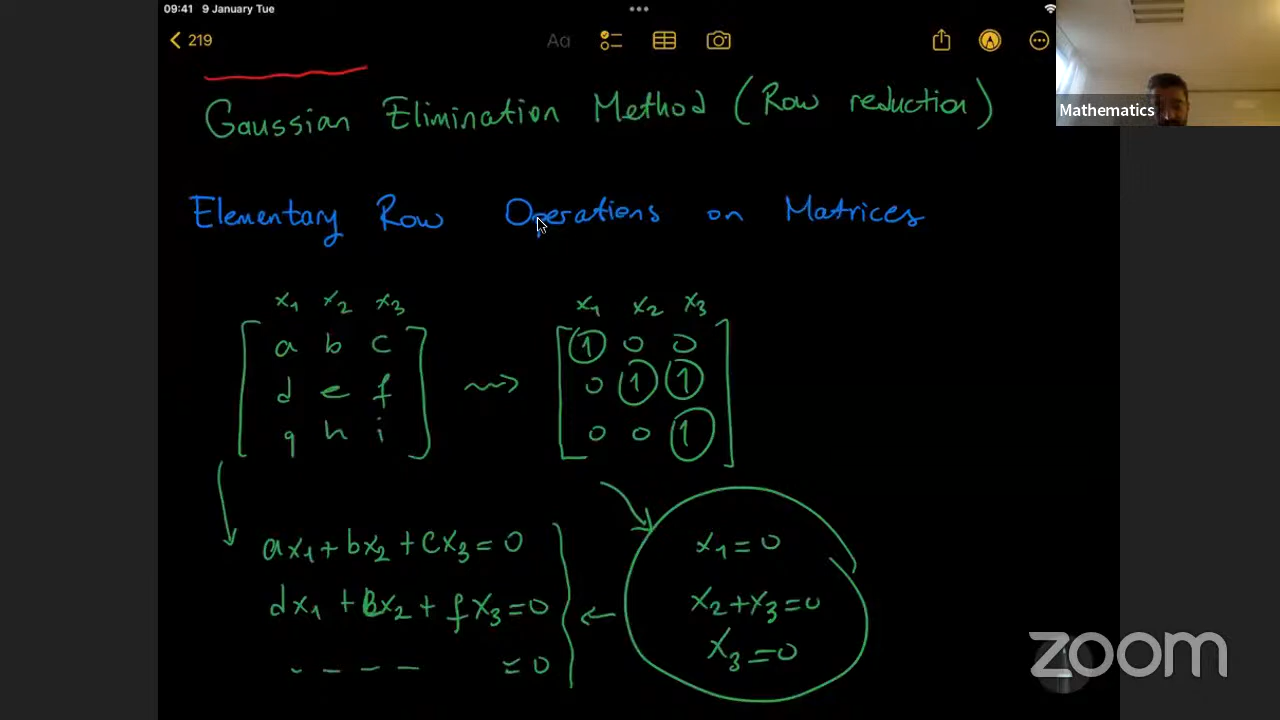 09:41 9 January Tue
219
Aa
Mathematics
Gaussian Elimination Method (Row reduction)
Elementary Row Operations on Matrices
x₁ x₂ x₃
a b c
d e f
g h i
x₁ x₂ x₃
1 0 0
0 1 1
0 0 1
ax₁ + bx₂ + cx₃ = 0
dx₁ + ex₂ + fx₃ = 0
- - - - = 0
x₁ = 0
x₂ + x₃ = 0
x₃ = 0
zoom